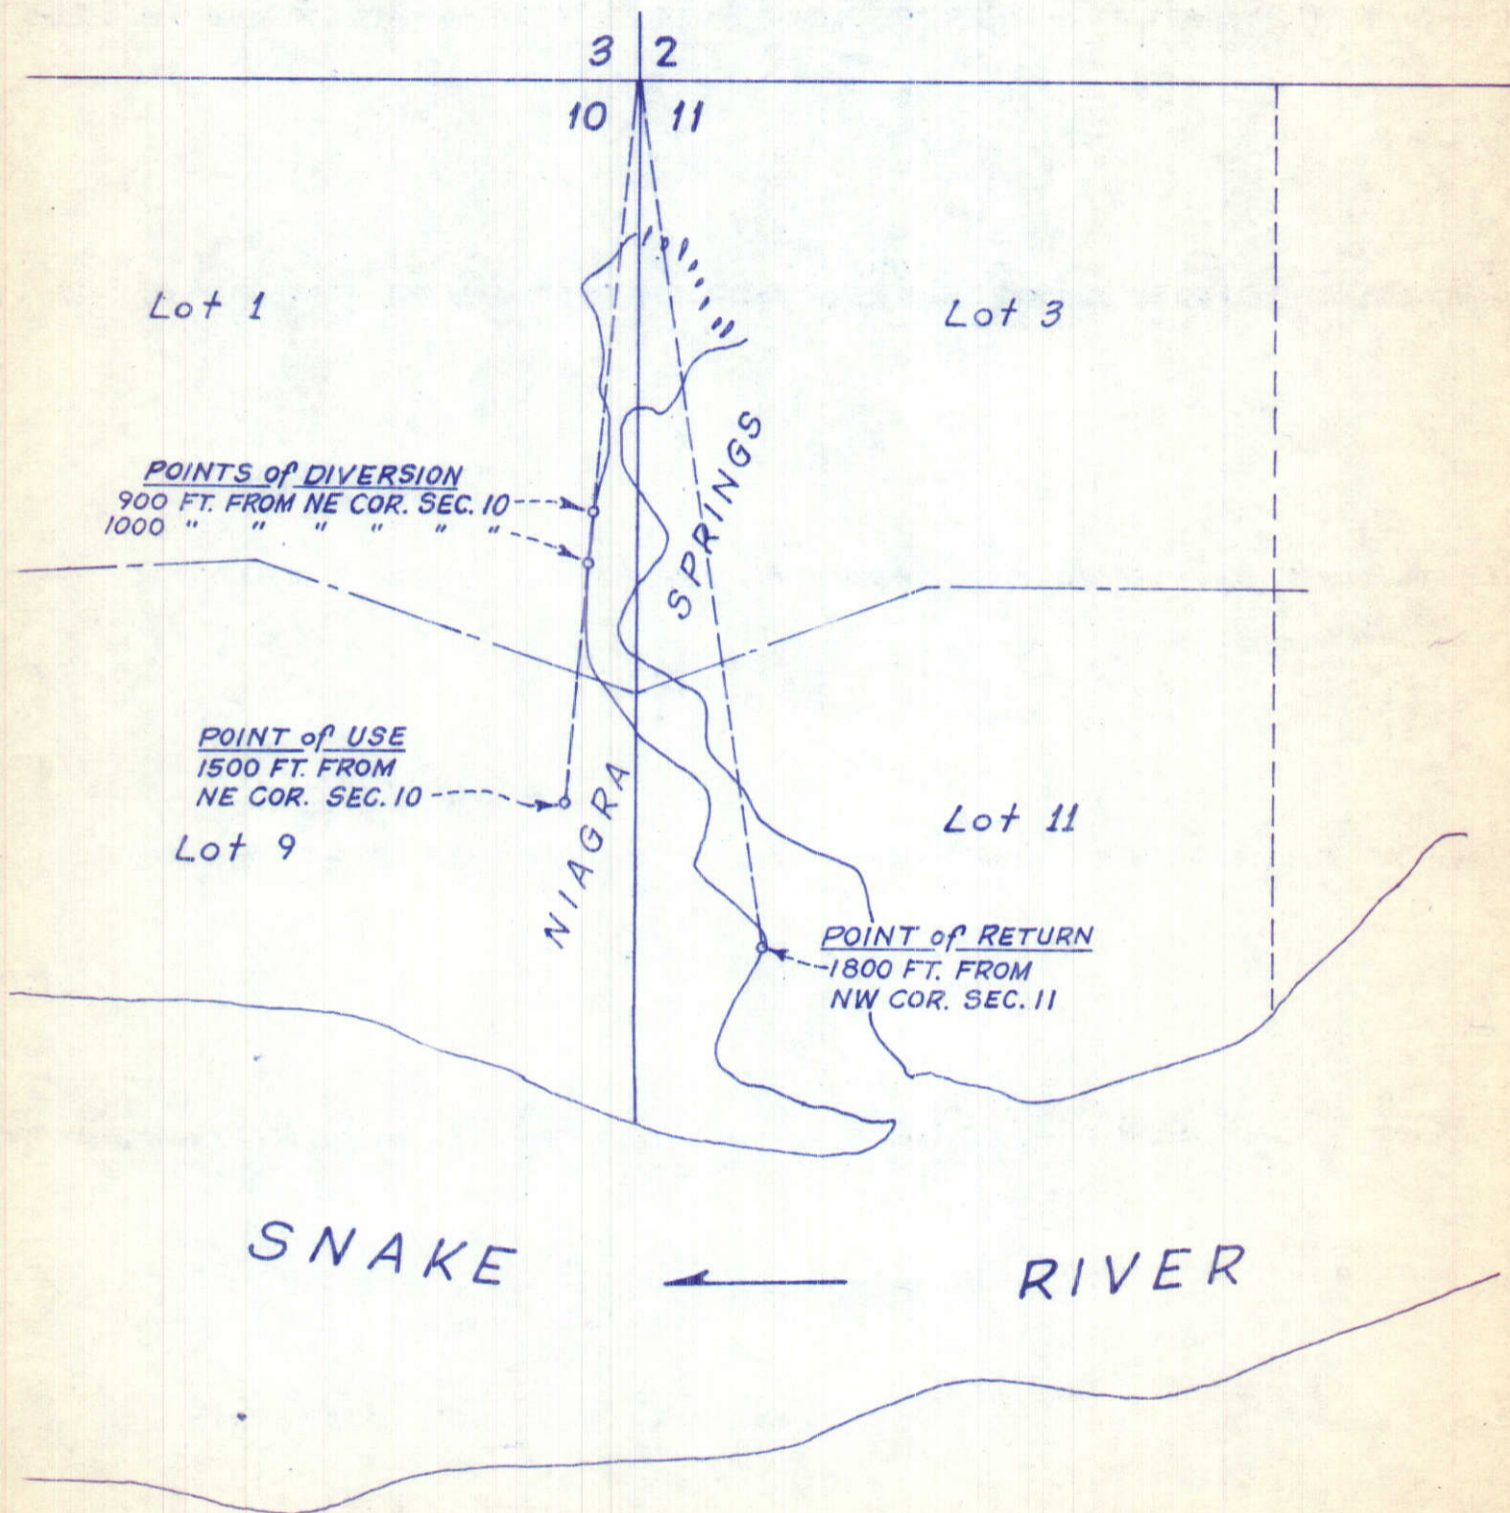 3 2
10 11
Lot 1
Lot 3
POINTS of DIVERSION
900 FT. FROM NE COR. SEC. 10
1000 " " " " " "
SPRINGS
POINT of USE
1500 FT. FROM
NE COR. SEC. 10
Lot 9
NIAGRA
Lot 11
POINT of RETURN
1800 FT. FROM
NW COR. SEC. 11
SNAKE RIVER